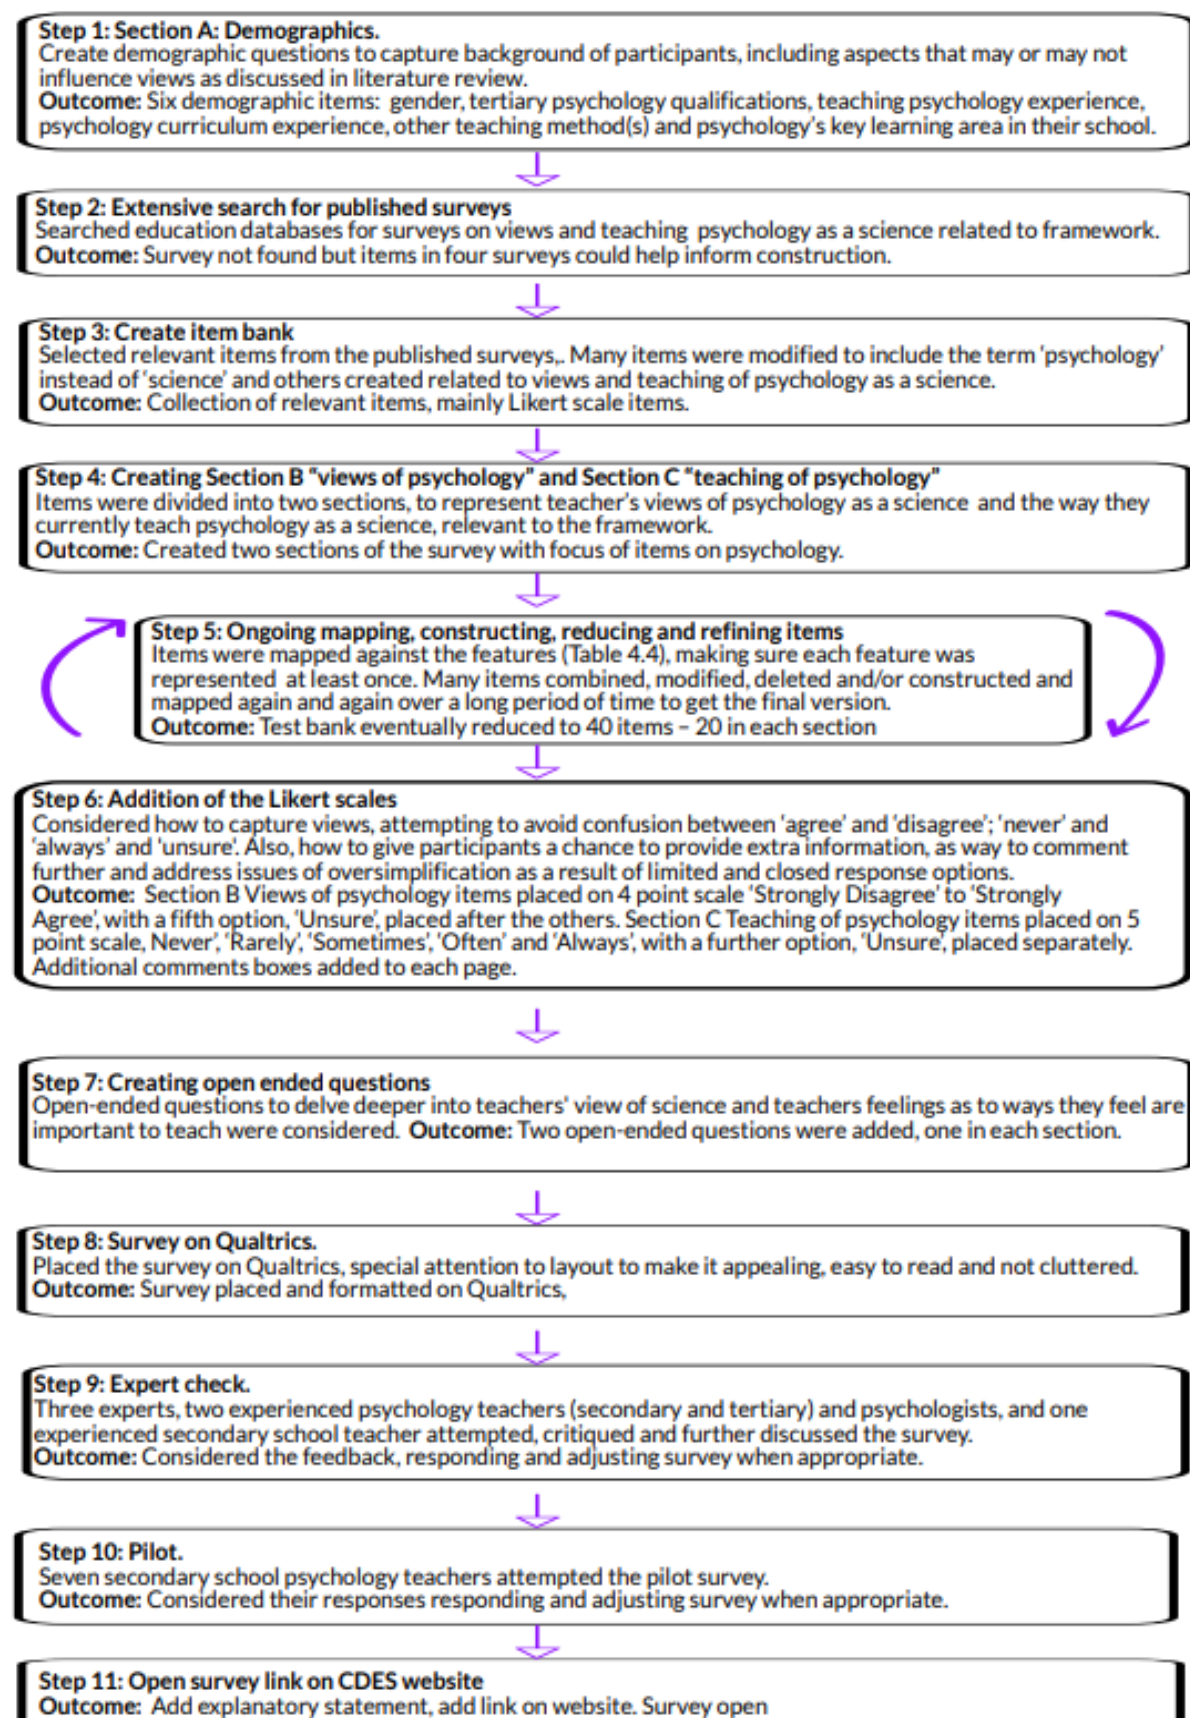 Step 1: Section A: Demographics.
Create demographic questions to capture background of participants, including aspects that may or may not
influence views as discussed in literature review.
Outcome: Six demographic items:  gender, tertiary psychology qualifications, teaching psychology experience,
psychology curriculum experience, other teaching method(s) and psychology's key learning area in their school.
Step 2: Extensive search for published surveys
Searched education databases for surveys on views and teaching  psychology as a science related to framework.
Outcome: Survey not found but items in four surveys could help inform construction.
Step 3: Create item bank
Selected relevant items from the published surveys,. Many items were modified to include the term 'psychology'
instead of 'science' and others created related to views and teaching of psychology as a science.
Outcome: Collection of relevant items, mainly Likert scale items.
Step 4: Creating Section B "views of psychology" and Section C "teaching of psychology"
Items were divided into two sections, to represent teacher's views of psychology as a science  and the way they
currently teach psychology as a science, relevant to the framework.
Outcome: Created two sections of the survey with focus of items on psychology.
Step 5: Ongoing mapping, constructing, reducing and refining items
Items were mapped against the features (Table 4.4), making sure each feature was
represented  at least once. Many items combined, modified, deleted and/or constructed and
mapped again and again over a long period of time to get the final version.
Outcome: Test bank eventually reduced to 40 items – 20 in each section
Step 6: Addition of the Likert scales
Considered how to capture views, attempting to avoid confusion between 'agree' and 'disagree'; 'never' and
'always' and 'unsure'. Also, how to give participants a chance to provide extra information, as way to comment
further and address issues of oversimplification as a result of limited and closed response options.
Outcome:  Section B Views of psychology items placed on 4 point scale 'Strongly Disagree' to 'Strongly
Agree', with a fifth option, 'Unsure', placed after the others. Section C Teaching of psychology items placed on 5
point scale, Never', 'Rarely', 'Sometimes', 'Often' and 'Always', with a further option, 'Unsure', placed separately.
Additional comments boxes added to each page.
Step 7: Creating open ended questions
Open-ended questions to delve deeper into teachers' view of science and teachers feelings as to ways they feel are
important to teach were considered.  Outcome: Two open-ended questions were added, one in each section.
Step 8: Survey on Qualtrics.
Placed the survey on Qualtrics, special attention to layout to make it appealing, easy to read and not cluttered.
Outcome: Survey placed and formatted on Qualtrics,
Step 9: Expert check.
Three experts, two experienced psychology teachers (secondary and tertiary) and psychologists, and one
experienced secondary school teacher attempted, critiqued and further discussed the survey.
Outcome: Considered the feedback, responding and adjusting survey when appropriate.
Step 10: Pilot.
Seven secondary school psychology teachers attempted the pilot survey.
Outcome: Considered their responses responding and adjusting survey when appropriate.
Step 11: Open survey link on CDES website
Outcome:  Add explanatory statement, add link on website. Survey open